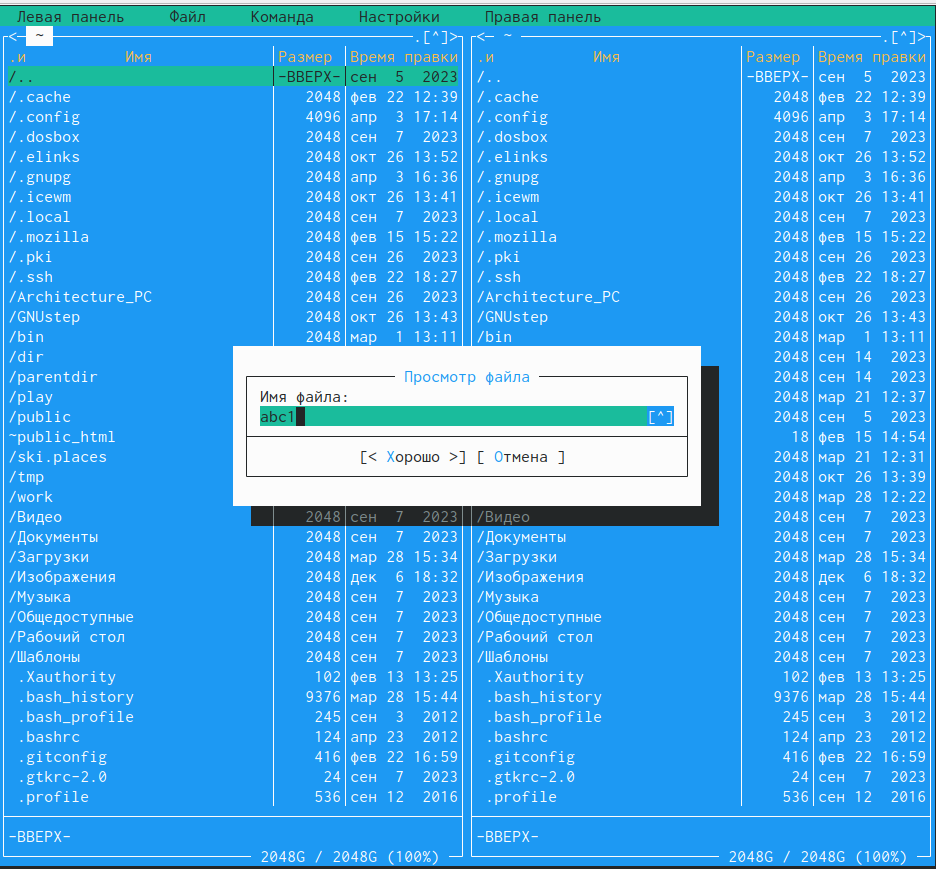 Левая панель Файл Команда Настройки Правая панель
<─ ~ .[^]> <─ ~ .[^]>
.и Имя Размер Время правки .и Имя Размер Время правки
/.. -ВВЕРХ- сен 5 2023 /.. -ВВЕРХ- сен 5 2023
/.cache 2048 фев 22 12:39 /.cache 2048 фев 22 12:39
/.config 4096 апр 3 17:14 /.config 4096 апр 3 17:14
/.dosbox 2048 сен 7 2023 /.dosbox 2048 сен 7 2023
/.elinks 2048 окт 26 13:52 /.elinks 2048 окт 26 13:52
/.gnupg 2048 апр 3 16:36 /.gnupg 2048 апр 3 16:36
/.icewm 2048 окт 26 13:41 /.icewm 2048 окт 26 13:41
/.local 2048 сен 7 2023 /.local 2048 сен 7 2023
/.mozilla 2048 фев 15 15:22 /.mozilla 2048 фев 15 15:22
/.pki 2048 сен 26 2023 /.pki 2048 сен 26 2023
/.ssh 2048 фев 22 18:27 /.ssh 2048 фев 22 18:27
/Architecture_PC 2048 сен 26 2023 /Architecture_PC 2048 сен 26 2023
/GNUstep 2048 окт 26 13:43 /GNUstep 2048 окт 26 13:43
/bin 2048 мар 1 13:11 /bin 2048 мар 1 13:11
/dir 2048 сен 14 2023
/parentdir Просмотр файла 2048 сен 14 2023
/play Имя файла: 2048 мар 21 12:37
/public abc1 [^] 2048 сен 5 2023
~public_html 18 фев 15 14:54
/ski.places [< Хорошо >] [ Отмена ] 2048 мар 21 12:31
/tmp 2048 окт 26 13:39
/work 2048 мар 28 12:22
/Видео 2048 сен 7 2023 /Видео 2048 сен 7 2023
/Документы 2048 сен 7 2023 /Документы 2048 сен 7 2023
/Загрузки 2048 мар 28 15:34 /Загрузки 2048 мар 28 15:34
/Изображения 2048 дек 6 18:32 /Изображения 2048 дек 6 18:32
/Музыка 2048 сен 7 2023 /Музыка 2048 сен 7 2023
/Общедоступные 2048 сен 7 2023 /Общедоступные 2048 сен 7 2023
/Рабочий стол 2048 сен 7 2023 /Рабочий стол 2048 сен 7 2023
/Шаблоны 2048 сен 7 2023 /Шаблоны 2048 сен 7 2023
.Xauthority 102 фев 13 13:25 .Xauthority 102 фев 13 13:25
.bash_history 9376 мар 28 15:44 .bash_history 9376 мар 28 15:44
.bash_profile 245 сен 3 2012 .bash_profile 245 сен 3 2012
.bashrc 124 апр 23 2012 .bashrc 124 апр 23 2012
.gitconfig 416 фев 22 16:59 .gitconfig 416 фев 22 16:59
.gtkrc-2.0 24 сен 7 2023 .gtkrc-2.0 24 сен 7 2023
.profile 536 сен 12 2016 .profile 536 сен 12 2016
-ВВЕРХ- -ВВЕРХ-
2048G / 2048G (100%) 2048G / 2048G (100%)